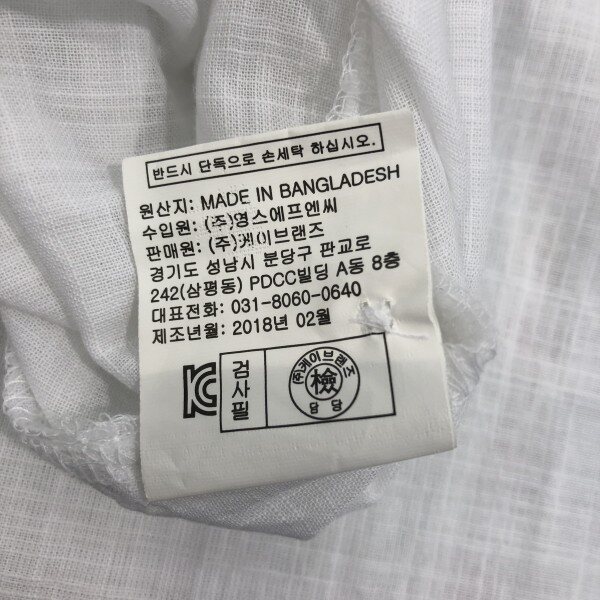 반드시 단독으로 손세탁 하십시오.
원산지: MADE IN BANGLADESH
수입원: (주)영스에프엔씨
판매원: (주)케이브랜즈
경기도 성남시 분당구 판교로
242(삼평동) PDCC빌딩 A동 8층
대표전화: 031-8060-0640
제조년월: 2018년 02월
KC
검사필
(주)케이브랜즈
檢
담당